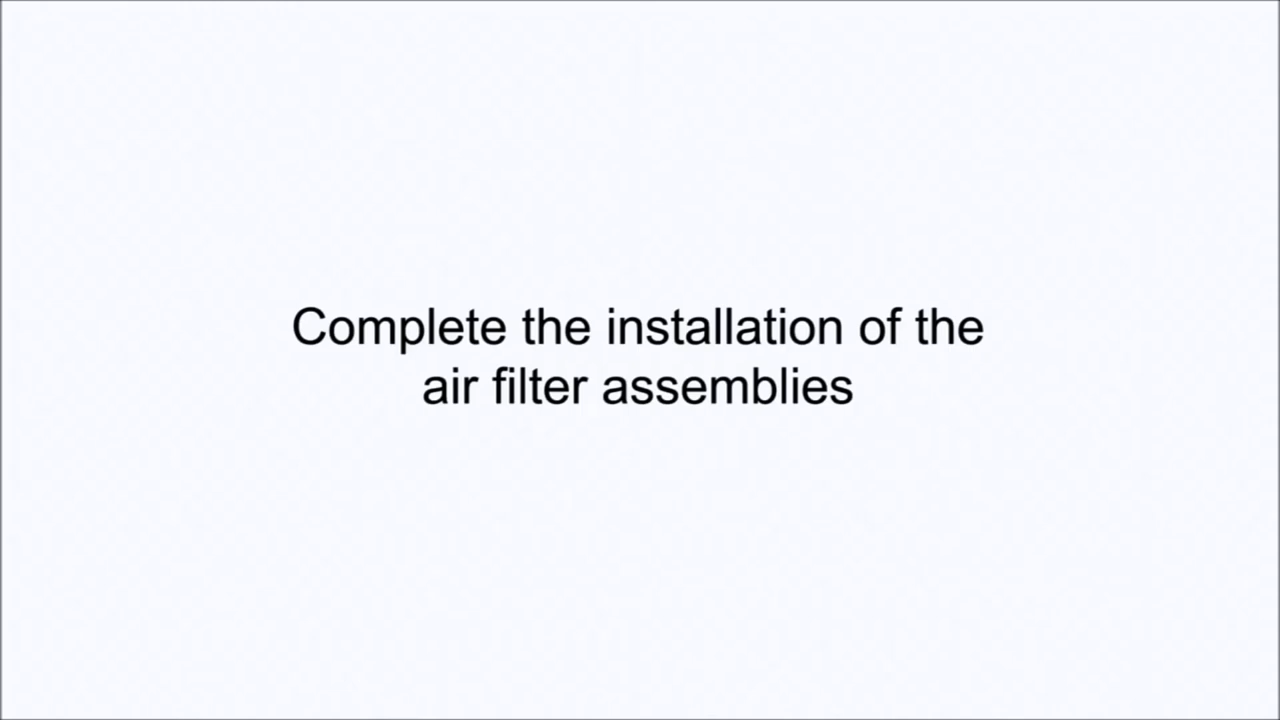 Complete the installation of the
air filter assemblies